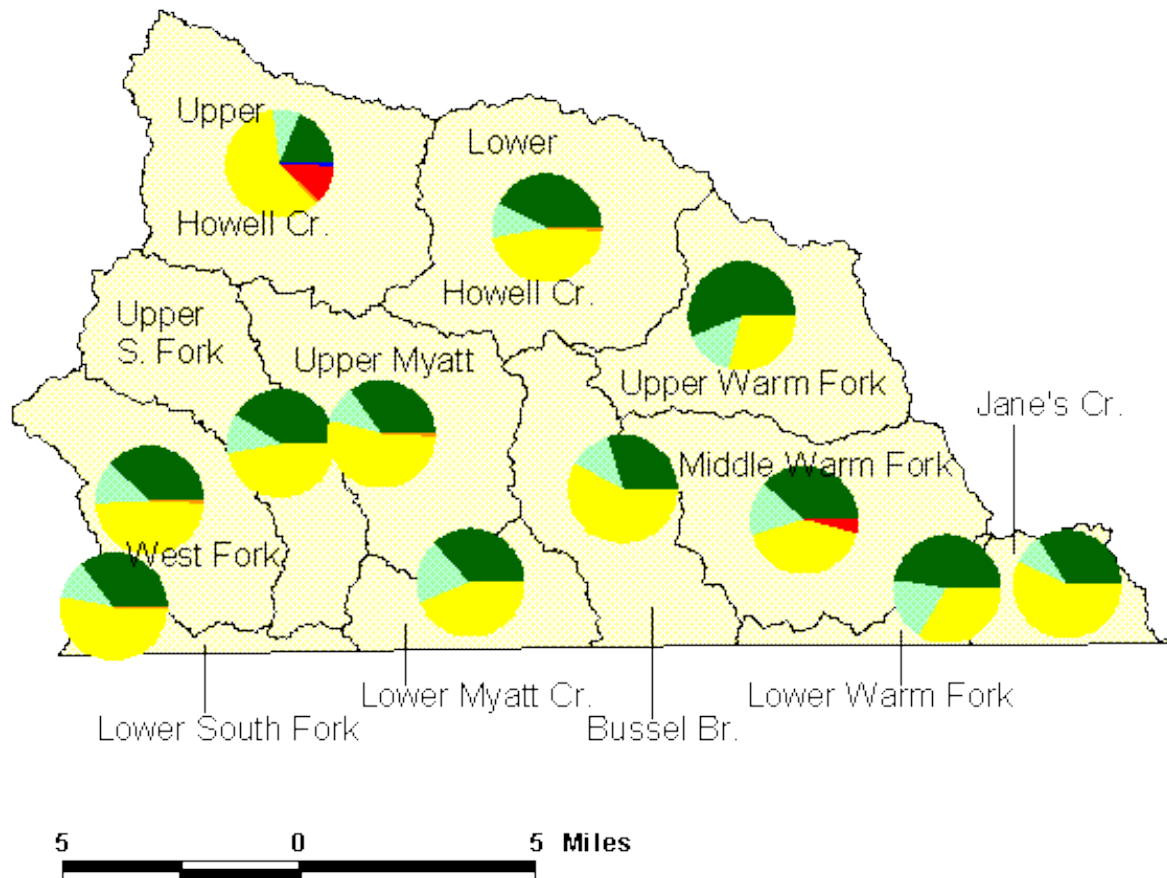 Upper
Howell Cr.
Lower
Howell Cr.
Upper
S. Fork
Upper Myatt
Upper Warm Fork
Jane's Cr.
Middle Warm Fork
West Fork
Lower Myatt Cr.
Lower Warm Fork
Lower South Fork
Bussel Br.
5 0 5 Miles